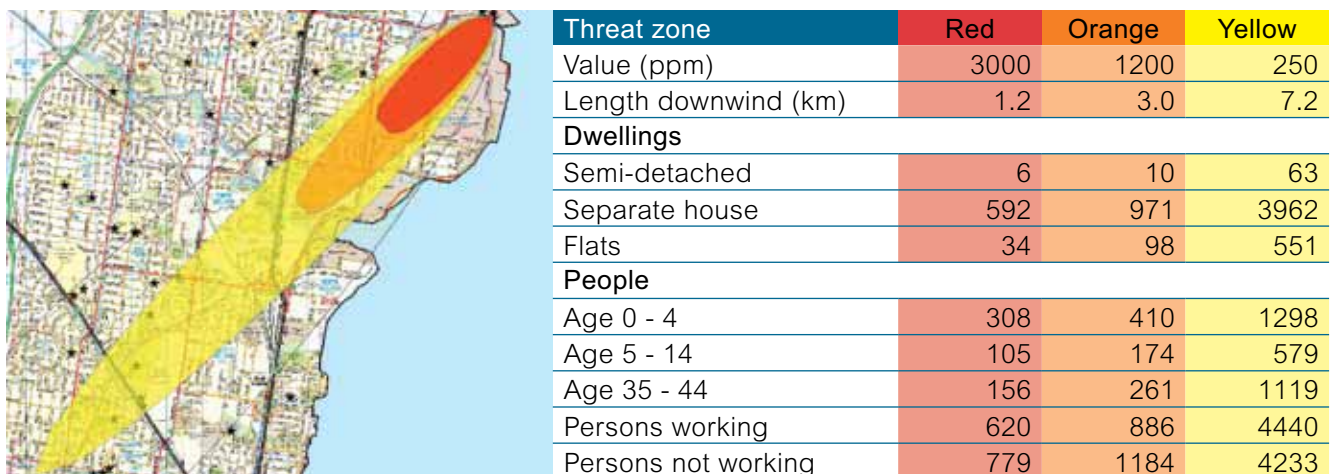 Threat zone Red Orange Yellow
Value (ppm) 3000 1200 250
Length downwind (km) 1.2 3.0 7.2
Dwellings
Semi-detached 6 10 63
Separate house 592 971 3962
Flats 34 98 551
People
Age 0 - 4 308 410 1298
Age 5 - 14 105 174 579
Age 35 - 44 156 261 1119
Persons working 620 886 4440
Persons not working 779 1184 4233